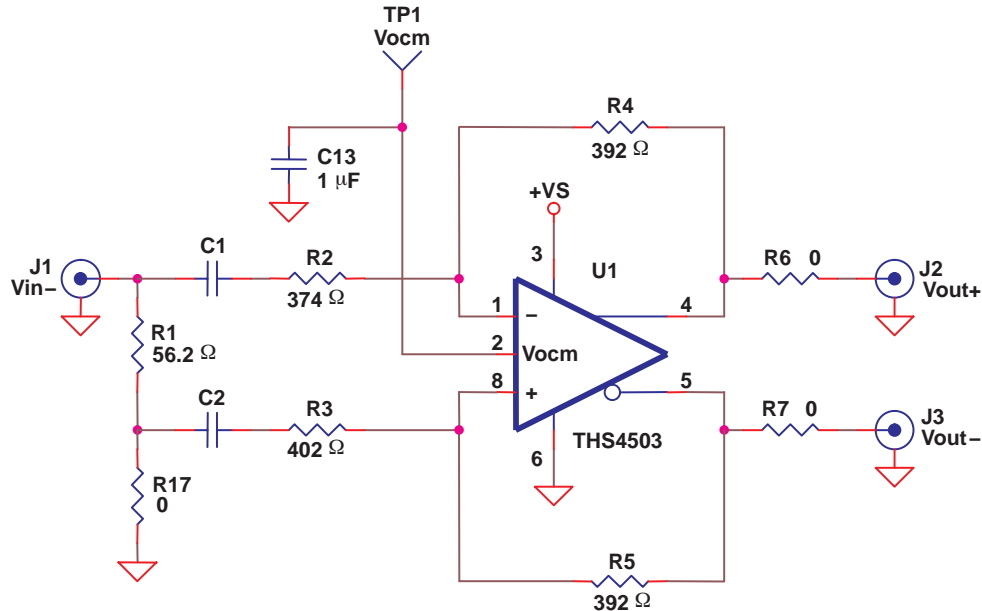 TP1
Vocm
R4
392 Ω
C13
1 μF
+VS
3
J1
Vin–
C1
R2
374 Ω
U1
R6 0
J2
Vout+
1
–
4
R1
56.2 Ω
2
Vocm
8
+
5
C2
R3
402 Ω
R7 0
J3
Vout–
THS4503
6
R17
0
R5
392 Ω